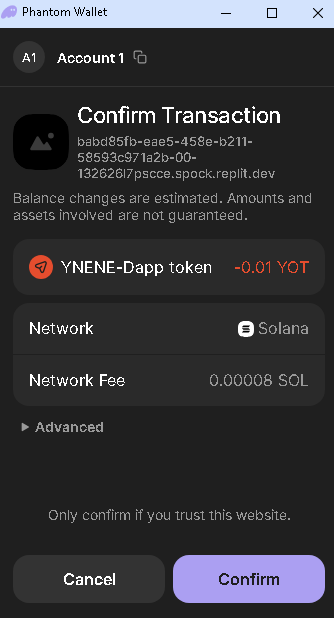 Phantom Wallet
A1 Account 1
Confirm Transaction
babd85fb-eae5-458e-b211-
58593c971a2b-00-
132626l7pscce.spock.replit.dev
Balance changes are estimated. Amounts and
assets involved are not guaranteed.
YNENE-Dapp token -0.01 YOT
Network Solana
Network Fee 0.00008 SOL
Advanced
Only confirm if you trust this website.
Cancel Confirm